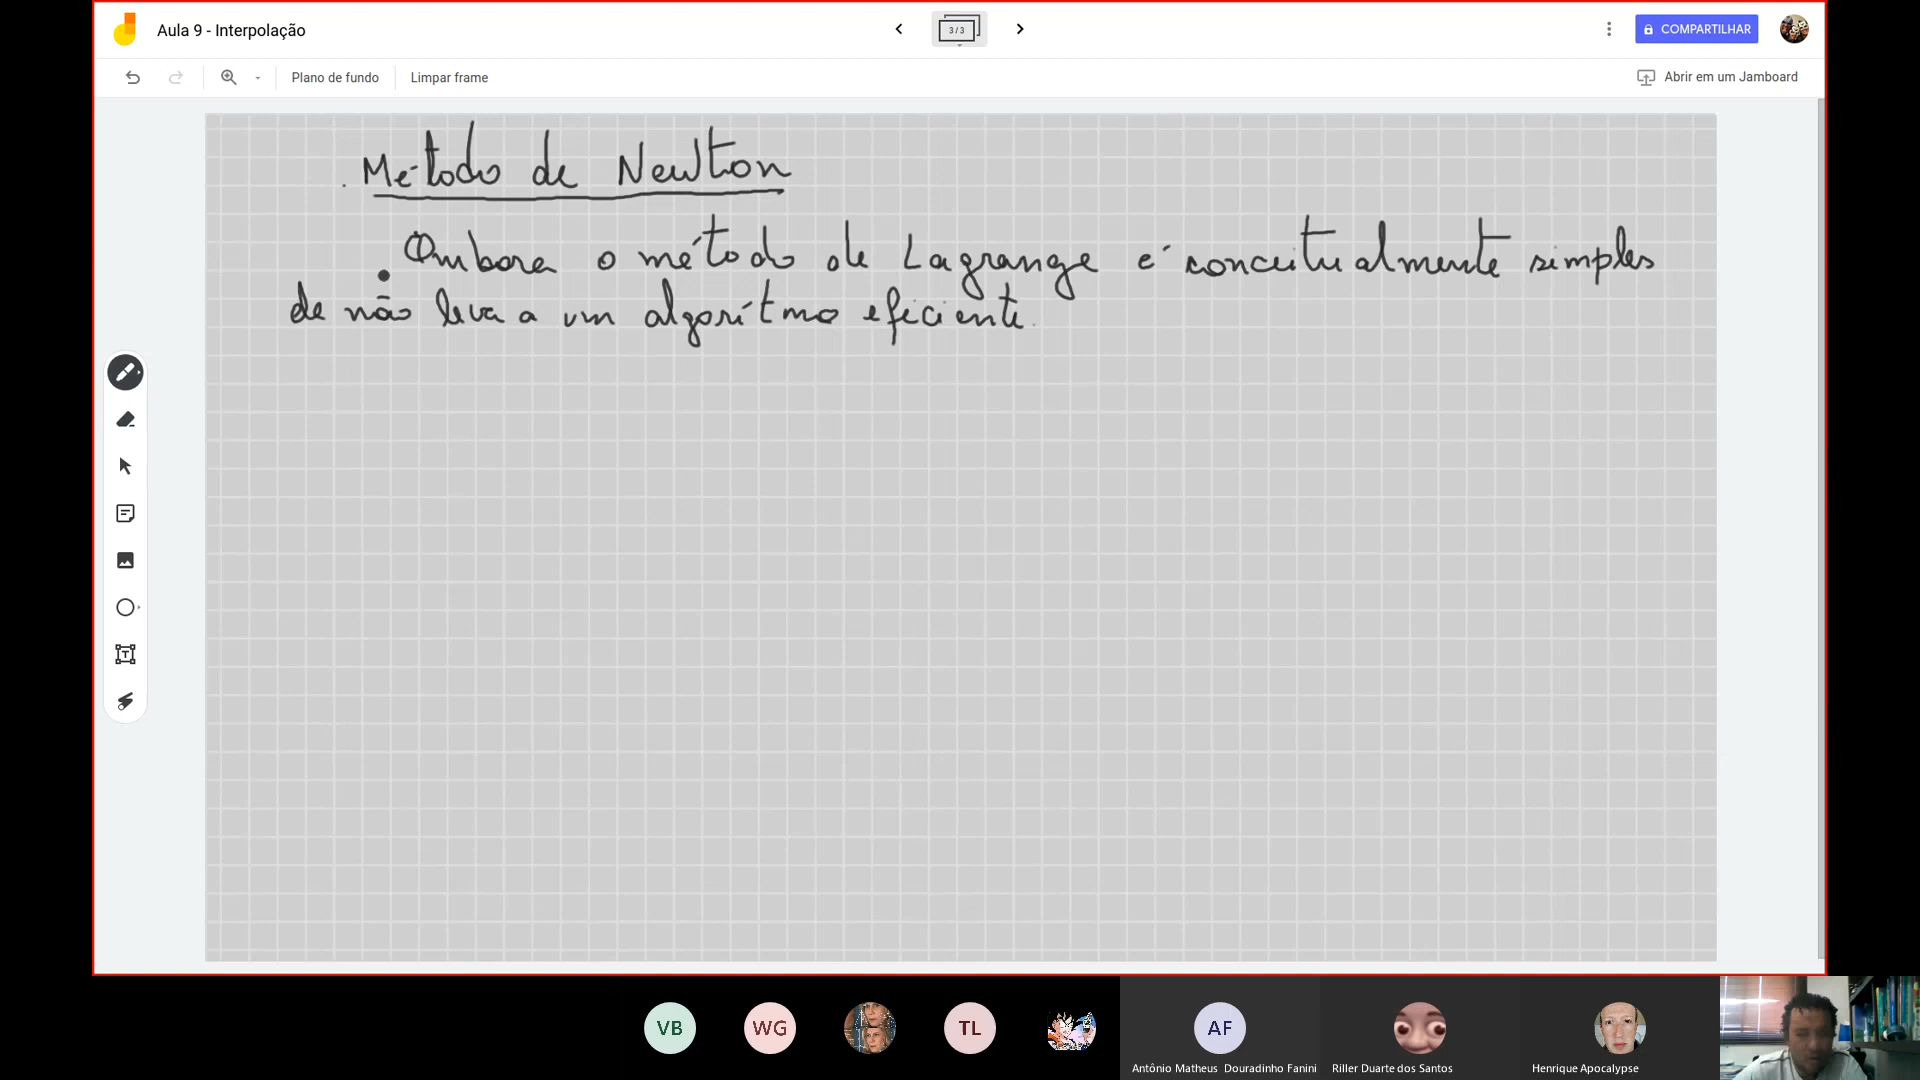 Aula 9 - Interpolação
3 / 3
COMPARTILHAR
Plano de fundo
Limpar frame
Abrir em um Jamboard
Método de Newton
Embora o método de Lagrange é conceitualmente simples
ele não leva a um algorítmo eficiente.
VB
WG
TL
AF
Antônio Matheus Douradinho Fanini
Riller Duarte dos Santos
Henrique Apocalypse